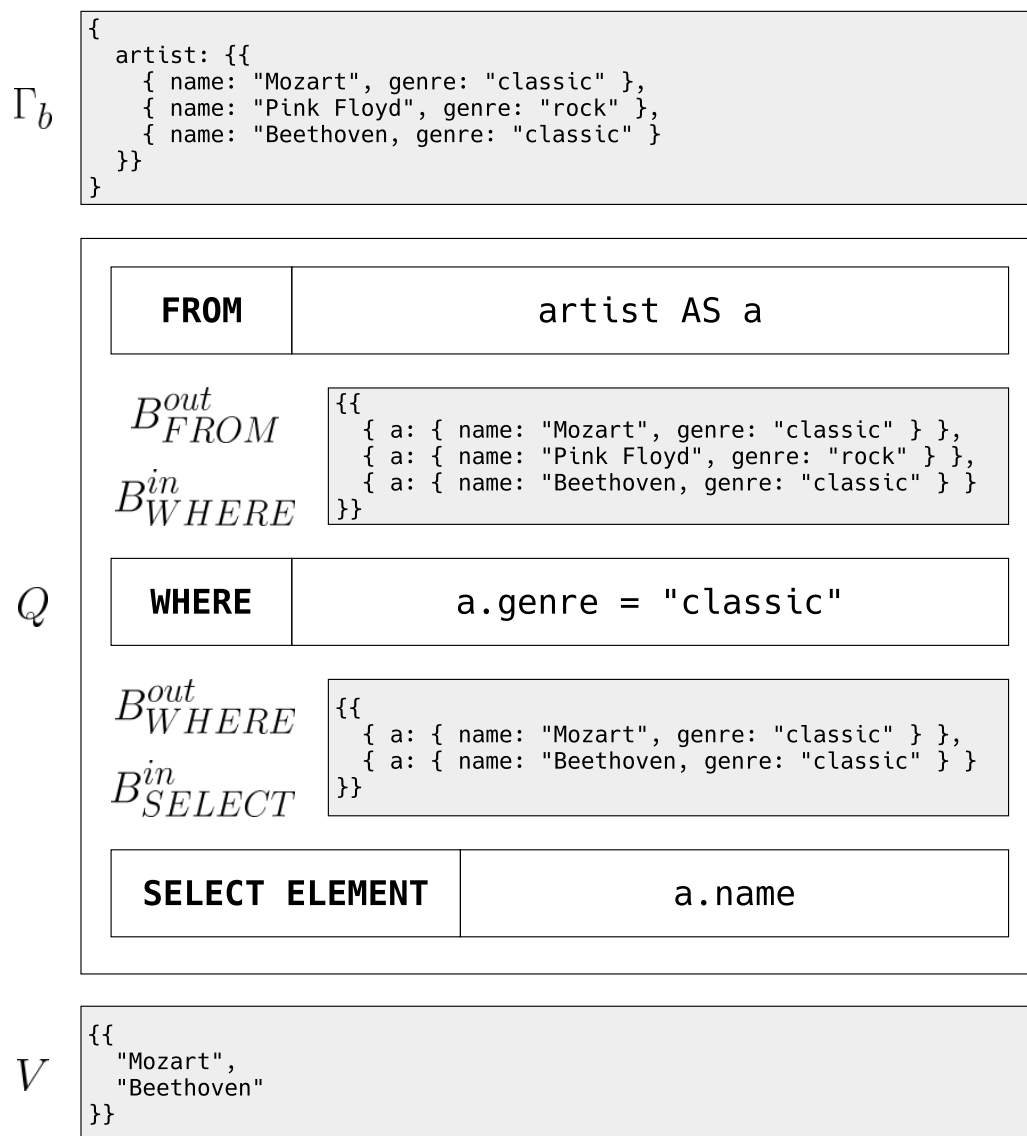 Γb
{
  artist: {{
    { name: "Mozart", genre: "classic" },
    { name: "Pink Floyd", genre: "rock" },
    { name: "Beethoven, genre: "classic" }
  }}
}
Q
FROM artist AS a
B^out_FROM
B^in_WHERE
{{
  { a: { name: "Mozart", genre: "classic" } },
  { a: { name: "Pink Floyd", genre: "rock" } },
  { a: { name: "Beethoven, genre: "classic" } }
}}
WHERE a.genre = "classic"
B^out_WHERE
B^in_SELECT
{{
  { a: { name: "Mozart", genre: "classic" } },
  { a: { name: "Beethoven, genre: "classic" } }
}}
SELECT ELEMENT a.name
V
{{
  "Mozart",
  "Beethoven"
}}